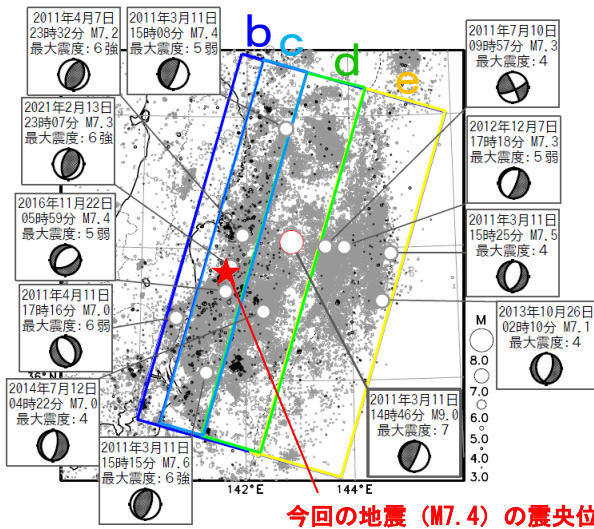 2011年4月7日
23時32分 M7.2
最大震度:6強
2011年3月11日
15時08分 M7.4
最大震度:5弱
b
c
d
e
2011年7月10日
09時57分 M7.3
最大震度:4
2021年2月13日
23時07分 M7.3
最大震度:6強
2012年12月7日
17時18分 M7.3
最大震度:5弱
2016年11月22日
05時59分 M7.4
最大震度:5弱
2011年3月11日
15時25分 M7.5
最大震度:4
2011年4月11日
17時16分 M7.0
最大震度:6弱
2013年10月26日
02時10分 M7.1
最大震度:4
M
8.0
7.0
6.0
5.0
4.0
3.0
36°N
2014年7月12日
04時22分 M7.0
最大震度:4
2011年3月11日
14時46分 M9.0
最大震度:7
2011年3月11日
15時15分 M7.6
最大震度:6強
142°E
144°E
今回の地震(M7.4)の震央位